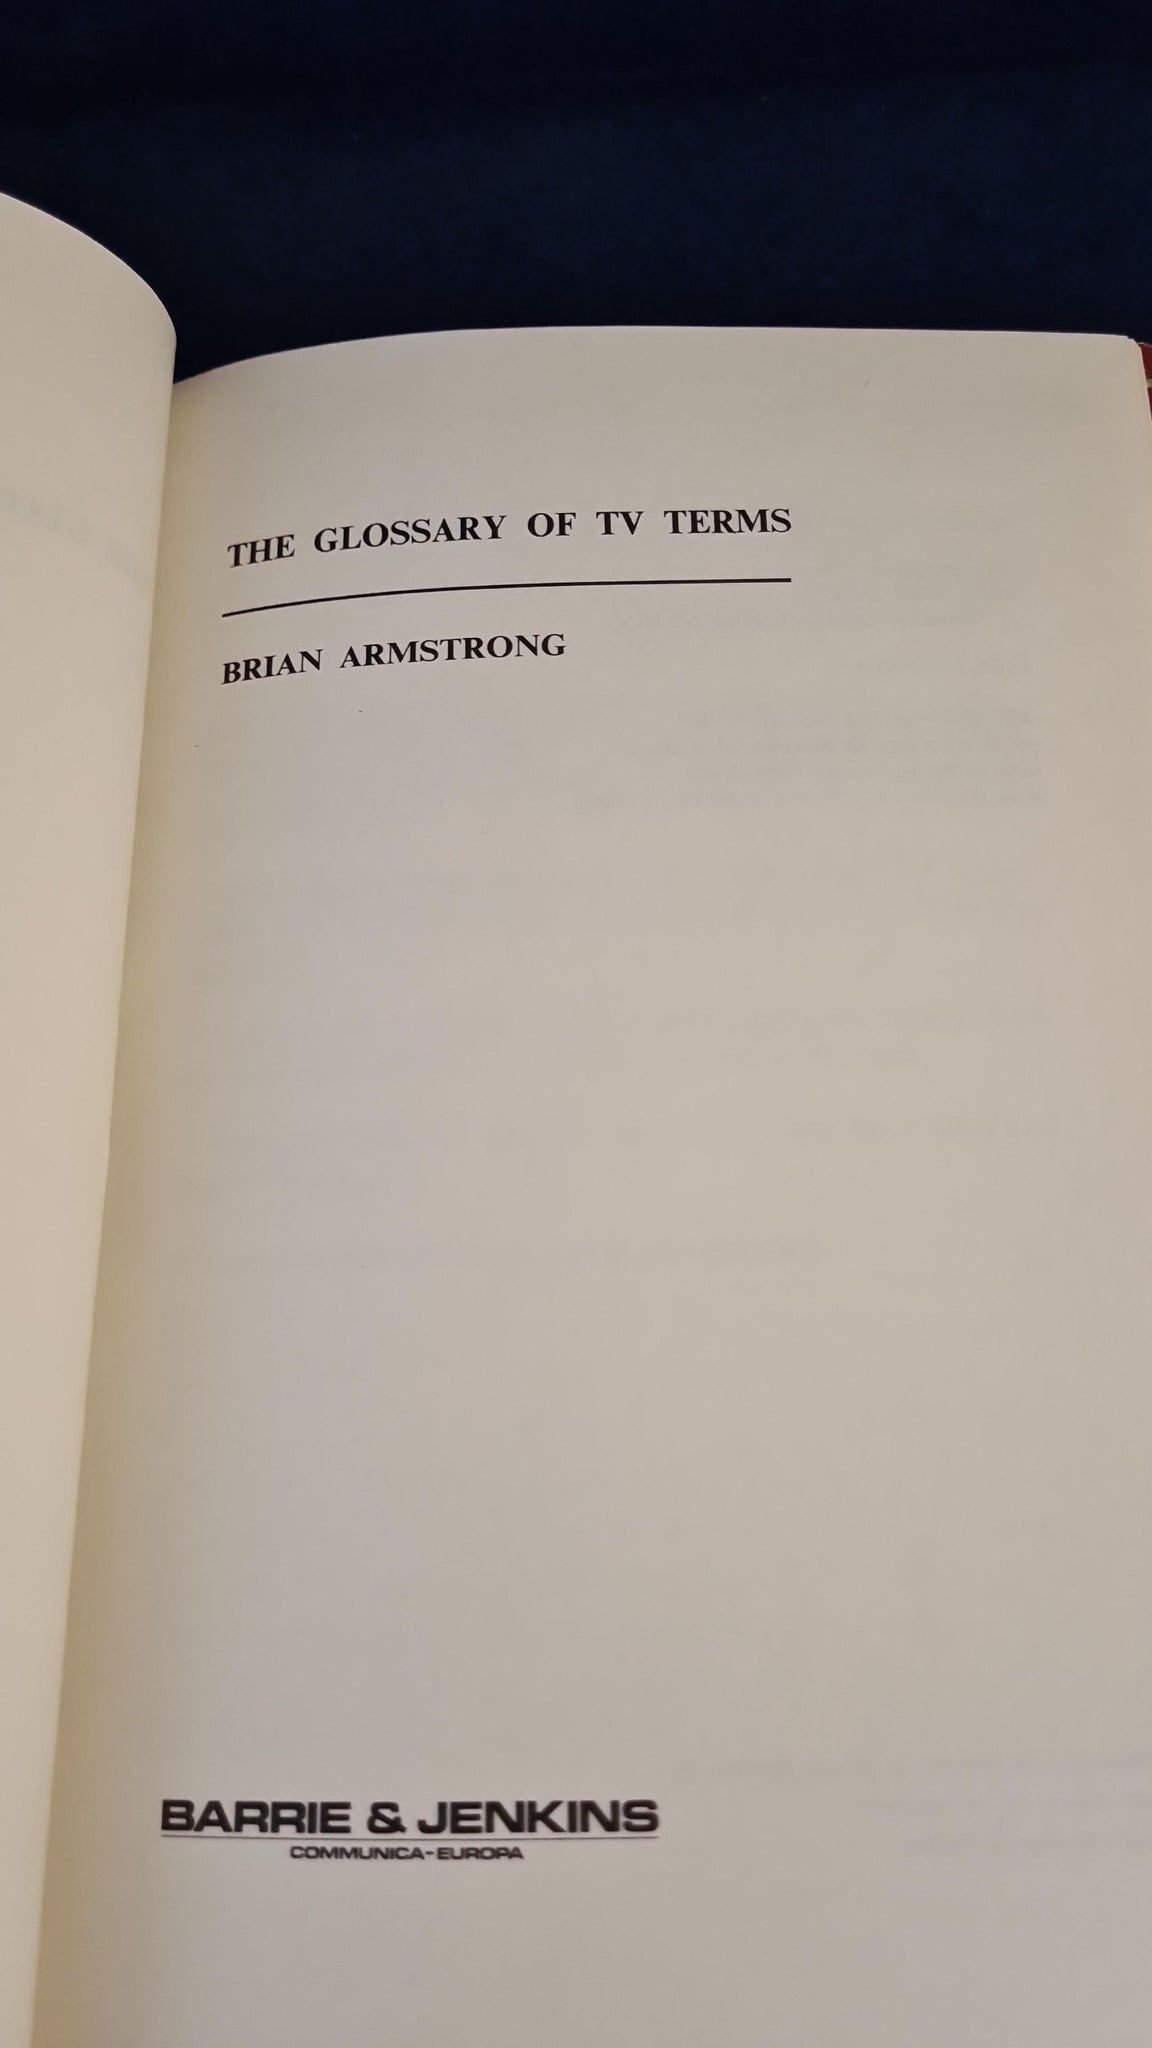 THE GLOSSARY OF TV TERMS
BRIAN ARMSTRONG
BARRIE & JENKINS
COMMUNICA-EUROPA